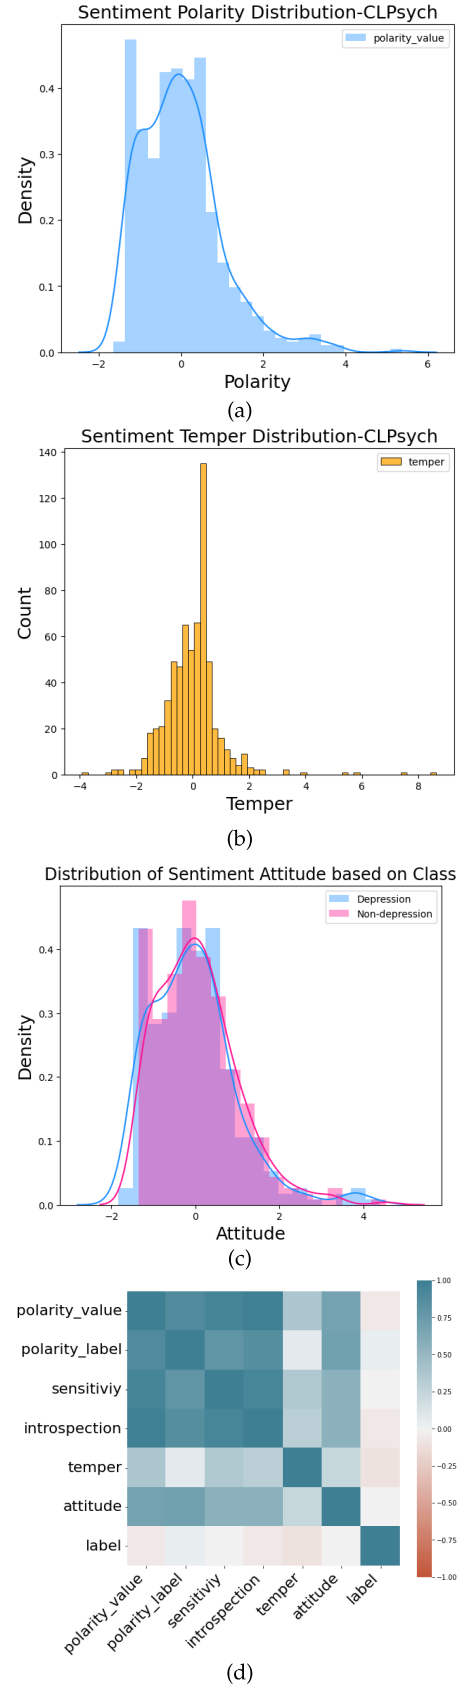 Sentiment Polarity Distribution-CLPsych
polarity_value
0.4
0.3
0.2
0.1
0.0
Density
−2 0 2 4 6
Polarity
(a)
Sentiment Temper Distribution-CLPsych
temper
140
120
100
80
60
40
20
0
Count
−4 −2 0 2 4 6 8
Temper
(b)
Distribution of Sentiment Attitude based on Class
Depression
Non-depression
0.4
0.3
0.2
0.1
0.0
Density
−2 0 2 4
Attitude
(c)
polarity_value
polarity_label
sensitiviy
introspection
temper
attitude
label
polarity_value
polarity_label
sensitiviy
introspection
temper
attitude
label
1.00
0.75
0.50
0.25
0.00
−0.25
−0.50
−0.75
−1.00
(d)